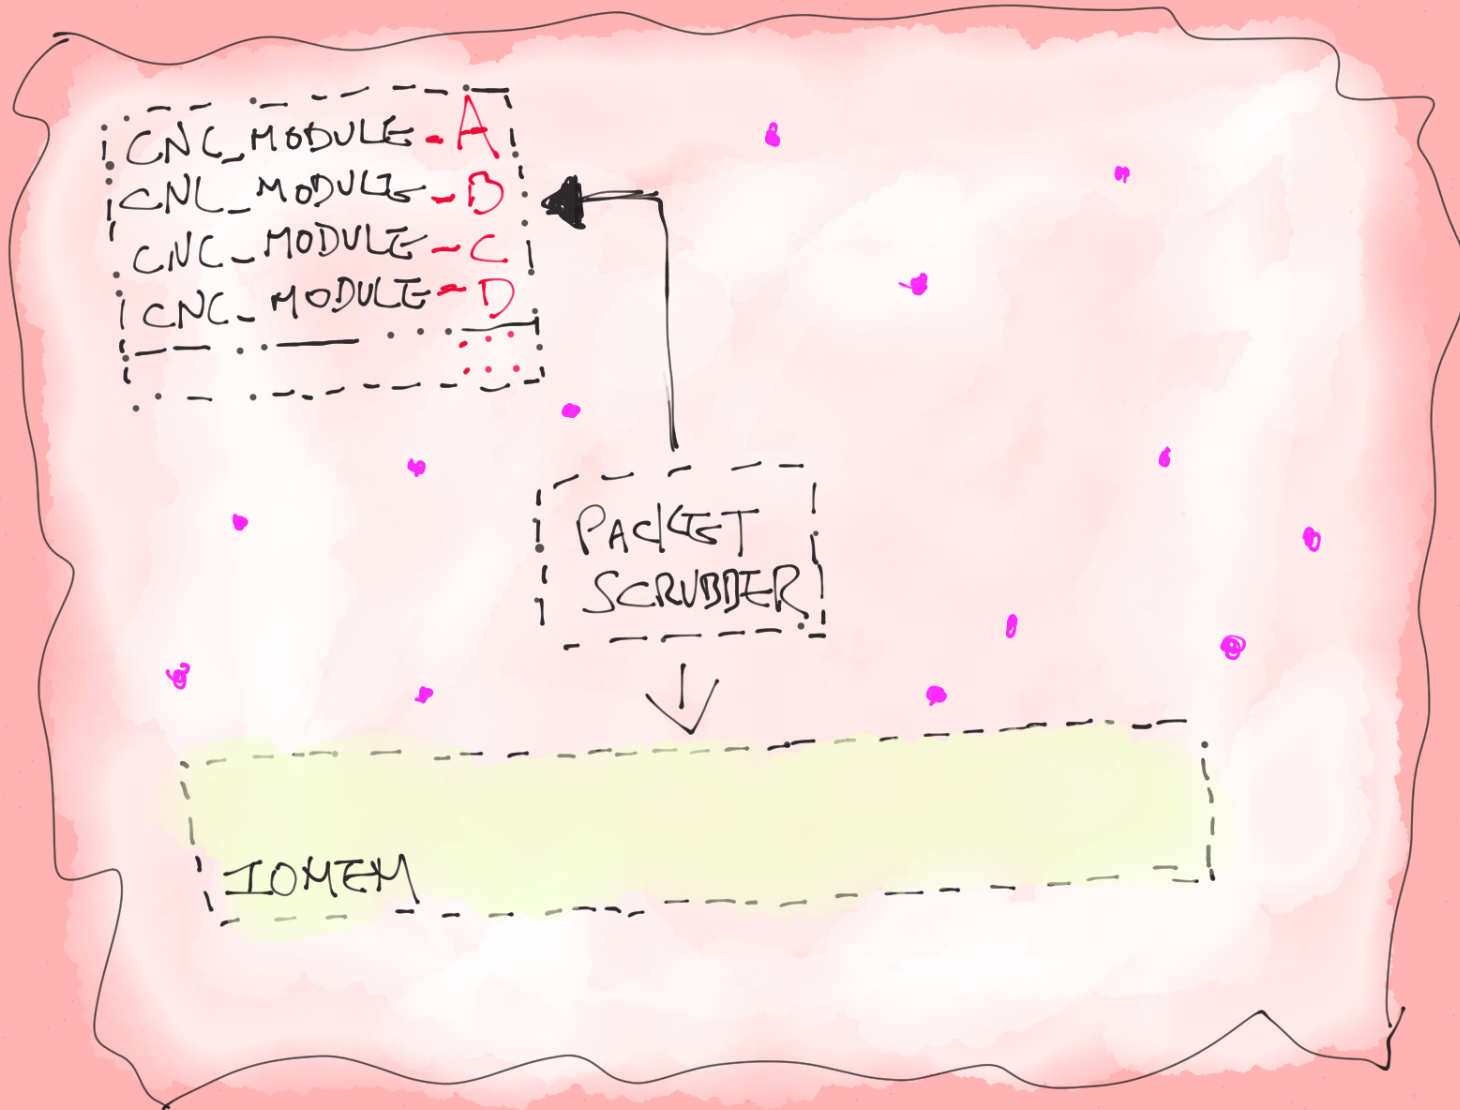 CNC_MODULE-A
CNC_MODULE-B
CNC_MODULE-C
CNC_MODULE-D
PACKET
SCRUBBER
IOMEM